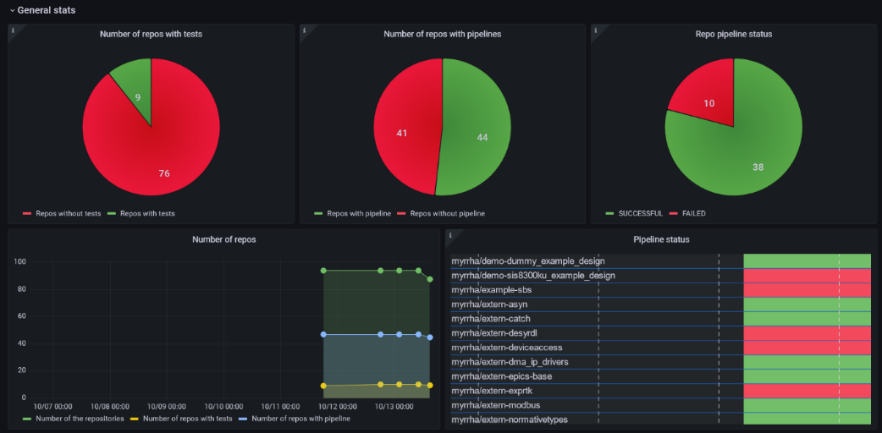 General stats
Number of repos with tests
9
76
Repos without tests Repos with tests
Number of repos with pipelines
41
44
Repos with pipeline Repos without pipeline
Repo pipeline status
10
38
SUCCESSFUL FAILED
Number of repos
100
80
60
40
20
0
10/07 00:00 10/08 00:00 10/09 00:00 10/10 00:00 10/11 00:00 10/12 00:00 10/13 00:00
Number of the repositories Number of repos with tests Number of repos with pipeline
Pipeline status
myrrha/demo-dummy_example_design
myrrha/demo-sis8300ku_example_design
myrrha/example-sbs
myrrha/extern-asyn
myrrha/extern-catch
myrrha/extern-desyrdl
myrrha/extern-deviceaccess
myrrha/extern-dma_ip_drivers
myrrha/extern-epics-base
myrrha/extern-exprtk
myrrha/extern-modbus
myrrha/extern-normativetypes